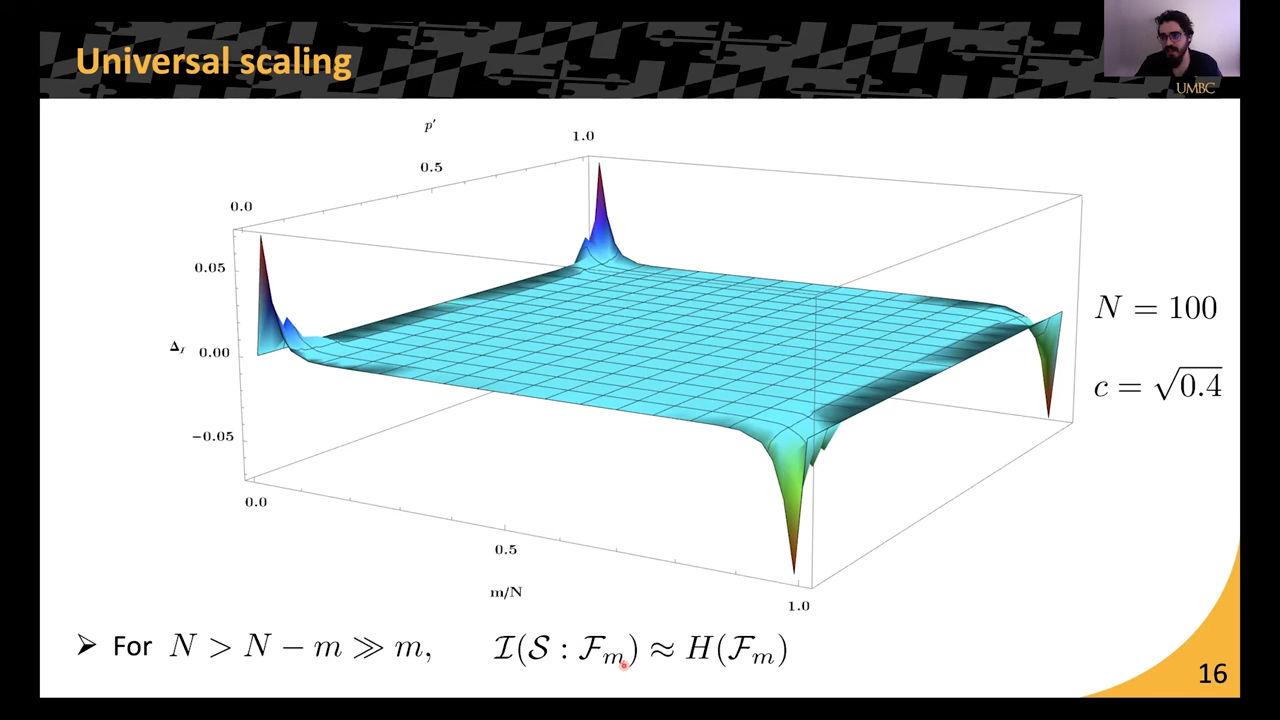 Universal scaling
UMBC
p′
1.0
0.5
0.0
0.05
Δ_I 0.00
−0.05
0.0
0.5
m/N
1.0
N = 100
c = √0.4
➢ For N > N − m ≫ m, 𝓘(𝓢 : 𝓕_m) ≈ H(𝓕_m)
16